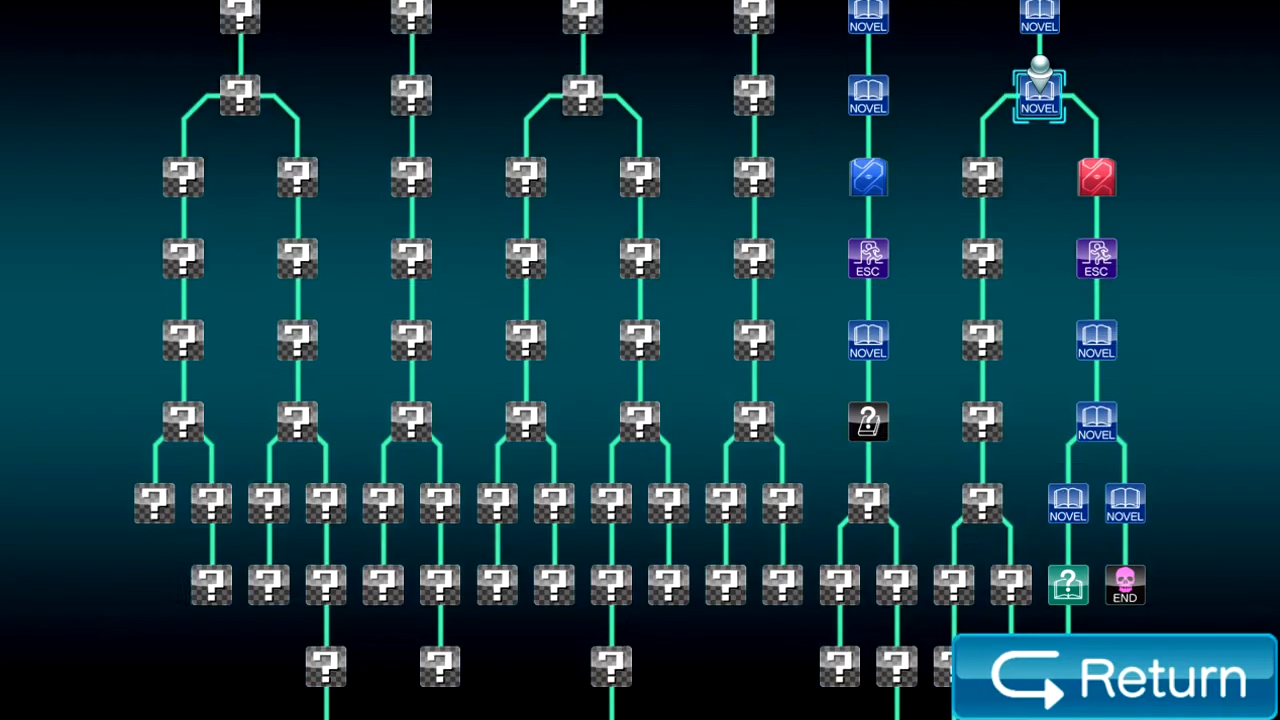 ? ? ? ? NOVEL NOVEL
? ? ? ? NOVEL NOVEL
? ? ? ? ? ? ? 
? ? ? ? ? ? ESC ? ESC
? ? ? ? ? ? NOVEL ? NOVEL
? ? ? ? ? ? ? ? NOVEL
? ? ? ? ? ? ? ? ? ? ? ? ? ? NOVEL NOVEL
? ? ? ? ? ? ? ? ? ? ? ? ? ? ? ? END
? ? ? ? ? ?
Return